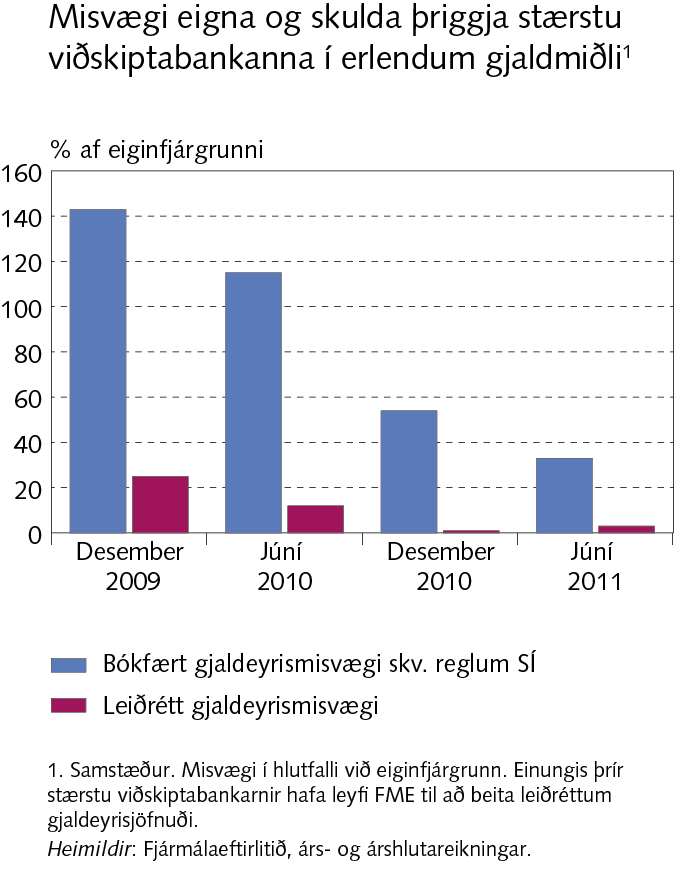 Misvægi eigna og skulda þriggja stærstu
viðskiptabankanna í erlendum gjaldmiðli¹
% af eiginfjárgrunni
160
140
120
100
80
60
40
20
0
Desember
2009
Júní
2010
Desember
2010
Júní
2011
Bókfært gjaldeyrismisvægi skv. reglum SÍ
Leiðrétt gjaldeyrismisvægi
1. Samstæður. Misvægi í hlutfalli við eiginfjárgrunn. Einungis þrír
stærstu viðskiptabankarnir hafa leyfi FME til að beita leiðréttum
gjaldeyrisjöfnuði.
Heimildir: Fjármálaeftirlitið, árs- og árshlutareikningar.